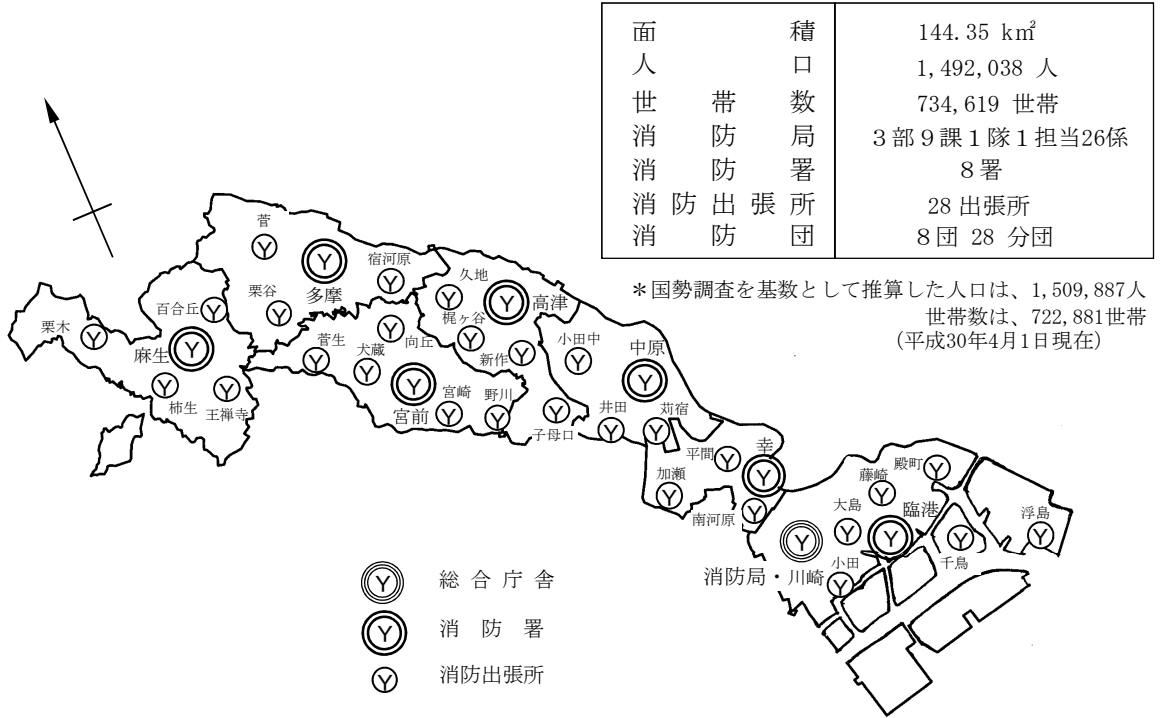 面積 144.35 k㎡
人口 1,492,038 人
世帯数 734,619 世帯
消防局 3部9課1隊1担当26係
消防署 8署
消防出張所 28 出張所
消防団 8団 28 分団
*国勢調査を基数として推算した人口は、1,509,887人
世帯数は、722,881世帯
(平成30年4月1日現在)
菅
多摩
宿河原
栗谷
百合丘
栗木
麻生
柿生
王禅寺
久地
高津
梶ヶ谷
新作
向丘
菅生
犬蔵
宮前
宮崎
野川
子母口
小田中
中原
井田
苅宿
平間
幸
加瀬
南河原
殿町
藤崎
大島
臨港
浮島
千鳥
小田
消防局・川崎
総合庁舎
消防署
消防出張所